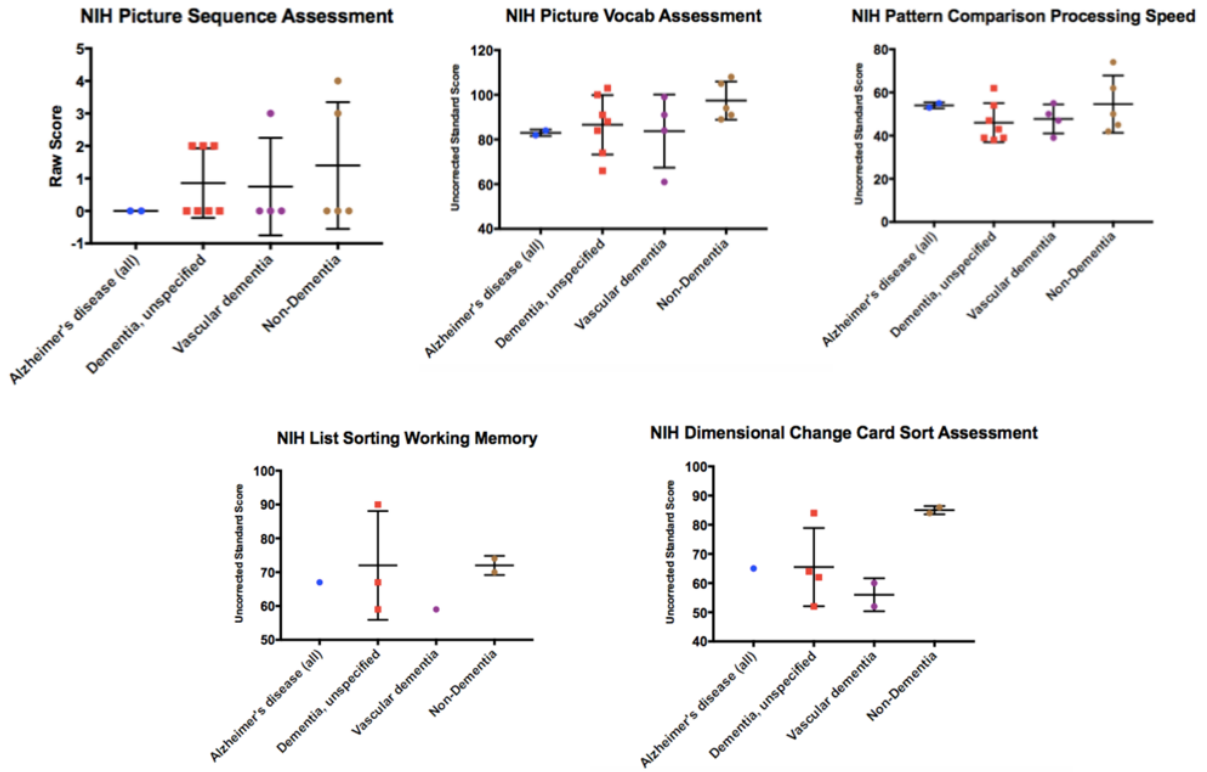 NIH Picture Sequence Assessment
Raw Score
5
4
3
2
1
0
-1
Alzheimer's disease (all)
Dementia, unspecified
Vascular dementia
Non-Dementia
NIH Picture Vocab Assessment
Uncorrected Standard Score
120
100
80
60
40
Alzheimer's disease (all)
Dementia, unspecified
Vascular dementia
Non-Dementia
NIH Pattern Comparison Processing Speed
Uncorrected Standard Score
80
60
40
20
0
Alzheimer's disease (all)
Dementia, unspecified
Vascular dementia
Non-Dementia
NIH List Sorting Working Memory
Uncorrected Standard Score
100
90
80
70
60
50
Alzheimer's disease (all)
Dementia, unspecified
Vascular dementia
Non-Dementia
NIH Dimensional Change Card Sort Assessment
Uncorrected Standard Score
100
90
80
70
60
50
40
Alzheimer's disease (all)
Dementia, unspecified
Vascular dementia
Non-Dementia